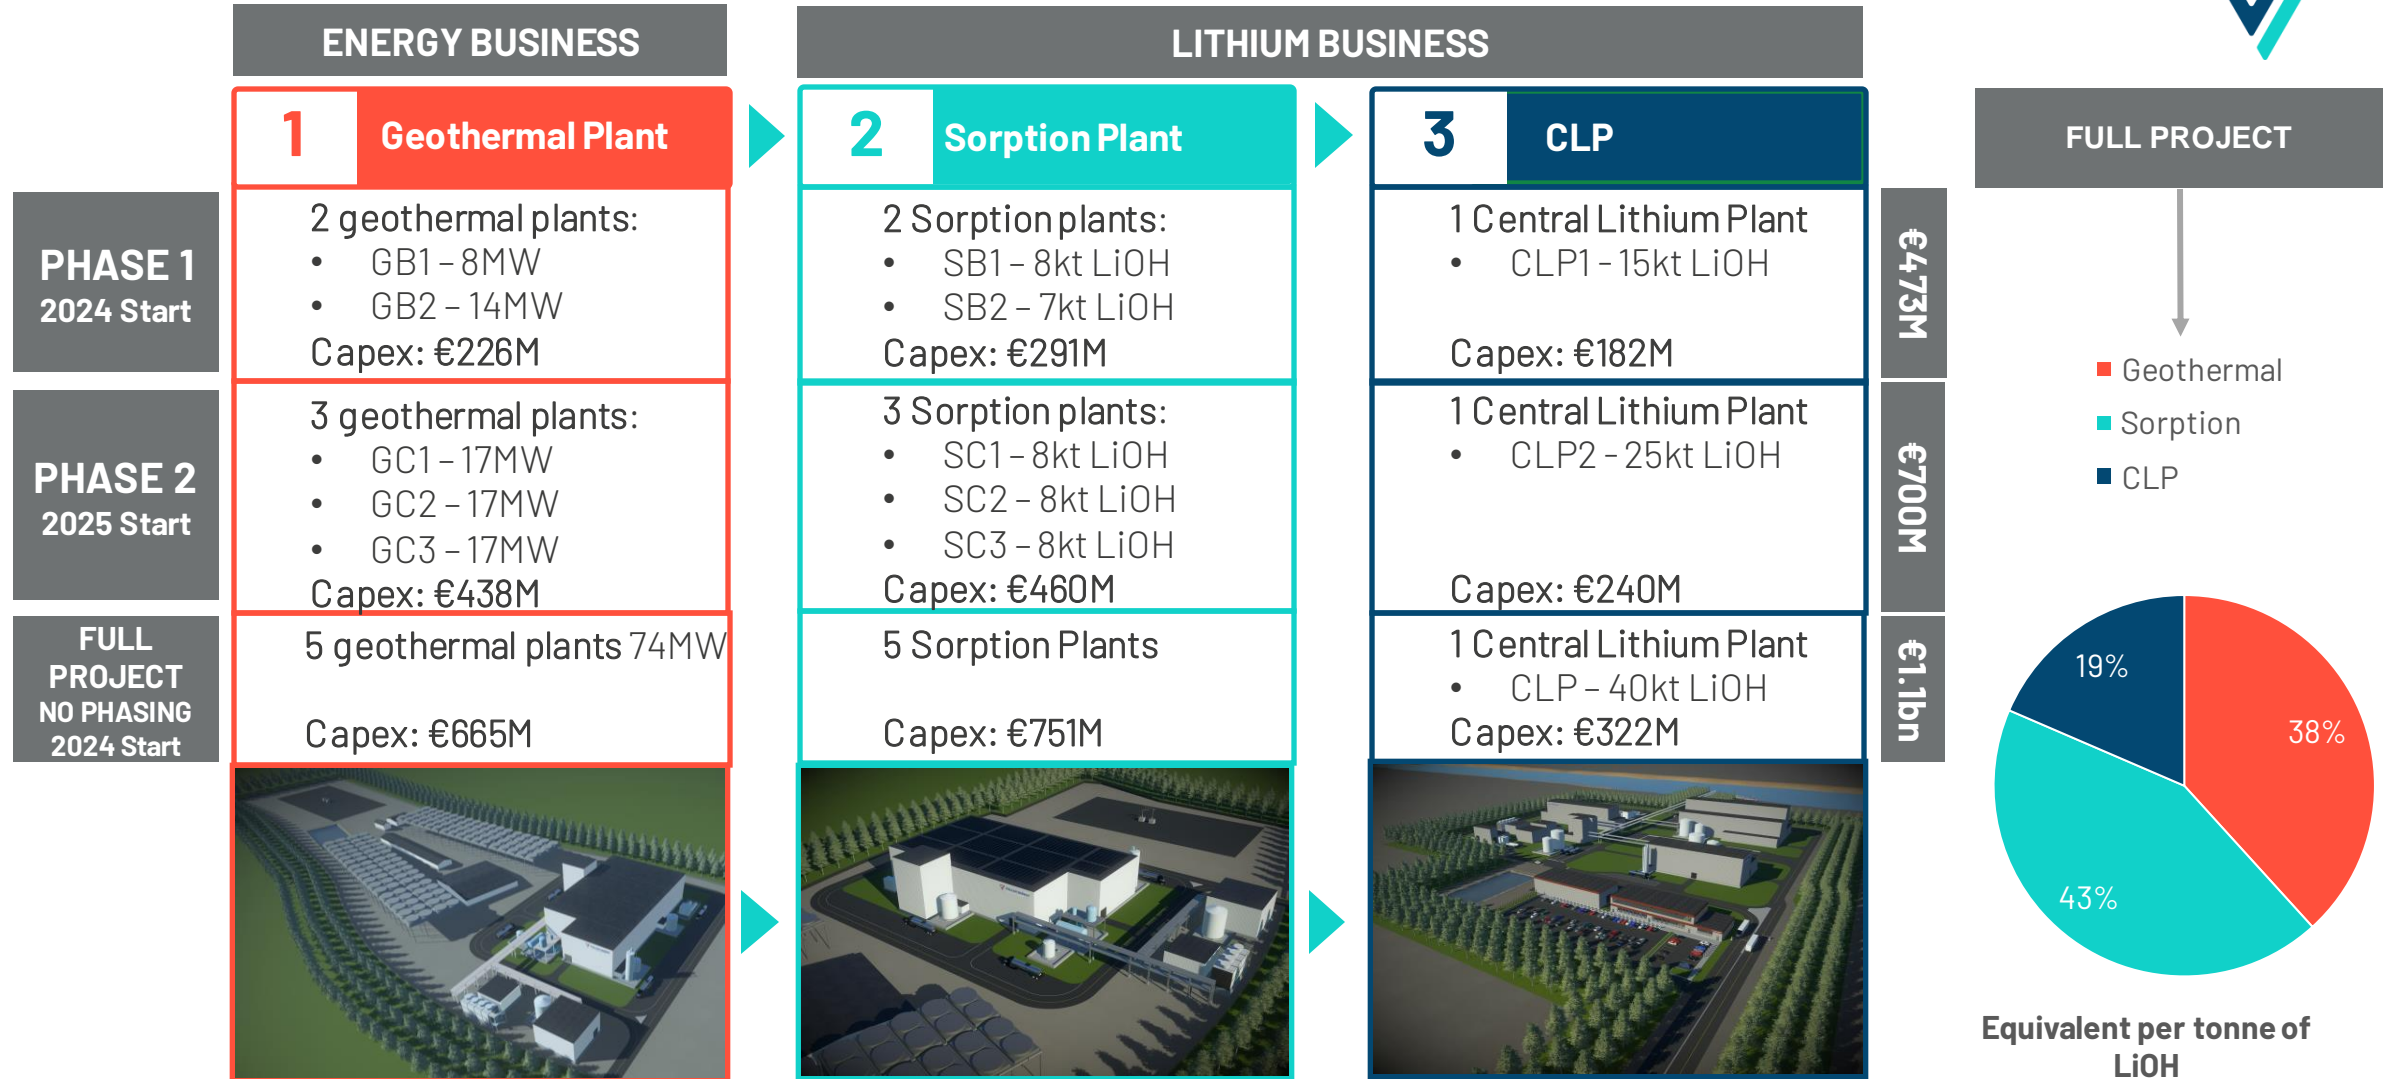 ENERGY BUSINESS
LITHIUM BUSINESS
1
Geothermal Plant
2
Sorption Plant
3
CLP
FULL PROJECT
PHASE 1
2024 Start
2 geothermal plants:
• GB1 – 8MW
• GB2 – 14MW
Capex: €226M
2 Sorption plants:
• SB1 – 8kt LiOH
• SB2 – 7kt LiOH
Capex: €291M
1 Central Lithium Plant
• CLP1 - 15kt LiOH
Capex: €182M
€473M
PHASE 2
2025 Start
3 geothermal plants:
• GC1 – 17MW
• GC2 – 17MW
• GC3 – 17MW
Capex: €438M
3 Sorption plants:
• SC1 – 8kt LiOH
• SC2 – 8kt LiOH
• SC3 – 8kt LiOH
Capex: €460M
1 Central Lithium Plant
• CLP2 - 25kt LiOH
Capex: €240M
€700M
FULL
PROJECT
NO PHASING
2024 Start
5 geothermal plants 74MW
Capex: €665M
5 Sorption Plants
Capex: €751M
1 Central Lithium Plant
• CLP – 40kt LiOH
Capex: €322M
€1.1bn
Geothermal
Sorption
CLP
19%
38%
43%
Equivalent per tonne of
LiOH